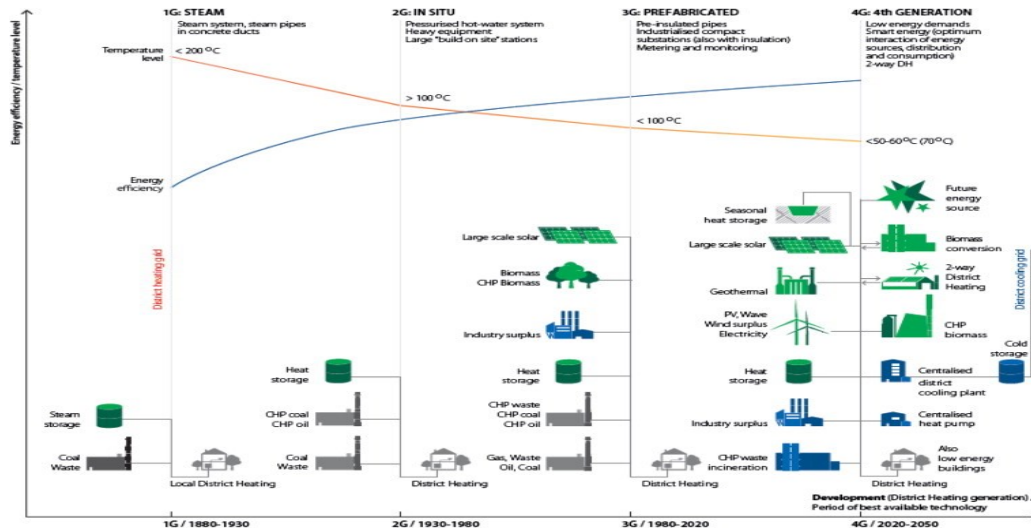 1G: STEAM
Steam system, steam pipes
in concrete ducts
2G: IN SITU
Pressurised hot-water system
Heavy equipment
Large "build on site" stations
3G: PREFABRICATED
Pre-insulated pipes
Industrialised compact
substations (also with insulation)
Metering and monitoring
4G: 4th GENERATION
Low energy demands
Smart energy (optimum
interaction of energy
sources, distribution
and consumption)
2-way DH
Energy efficiency / temperature level
Temperature
level
< 200 °C
> 100 °C
< 100 °C
<50-60°C (70°C)
Energy
efficiency
District heating grid
Steam
storage
Coal
Waste
Local District Heating
Heat
storage
CHP coal
CHP oil
Coal
Waste
District Heating
Large scale solar
Biomass
CHP Biomass
Industry surplus
Heat
storage
CHP waste
CHP coal
CHP oil
Gas, Waste
Oil, Coal
District Heating
Seasonal
heat storage
Large scale solar
Geothermal
PV, Wave
Wind surplus
Electricity
Heat
storage
Industry surplus
CHP waste
incineration
Future
energy
source
Biomass
conversion
2-way
District
Heating
CHP
biomass
Centralised
district
cooling plant
Centralised
heat pump
Also
low energy
buildings
District Heating
Cold
storage
District cooling grid
Development (District Heating generation) /
Period of best available technology
1G / 1880-1930
2G / 1930-1980
3G / 1980-2020
4G / 2020-2050